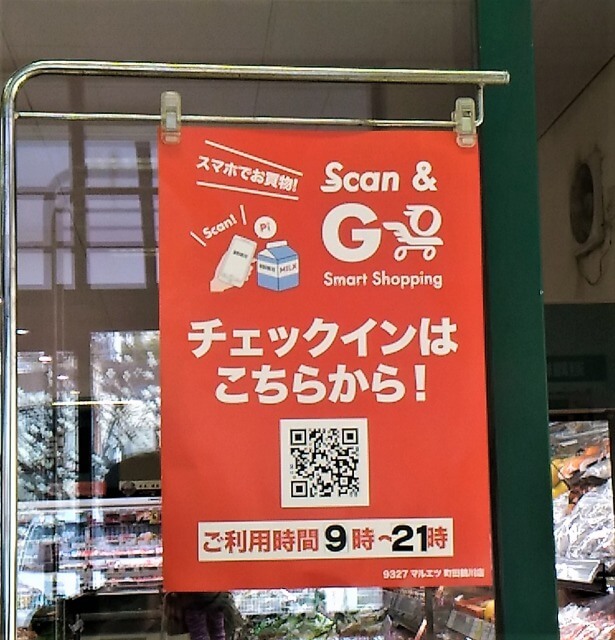 スマホでお買物!
Scan &
Go
Scan!
Pi
MILK
Smart Shopping
チェックインは
こちらから!
ご利用時間 9時~21時
9327 マルエツ 町田鶴川店